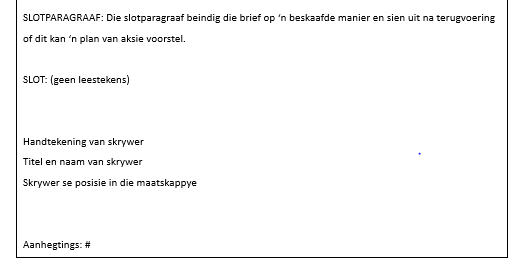 SLOTPARAGRAAF: Die slotparagraaf beindig die brief op ‘n beskaafde manier en sien uit na terugvoering
of dit kan ‘n plan van aksie voorstel.
SLOT: (geen leestekens)
Handtekening van skrywer
Titel en naam van skrywer
Skrywer se posisie in die maatskappye
Aanhegtings: #